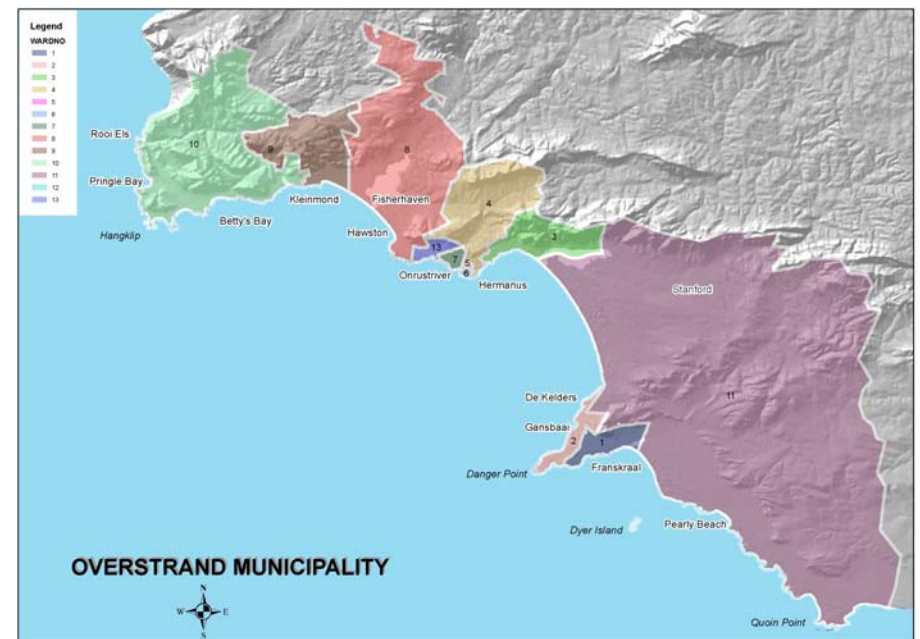 Legend
WARDNO
1
2
3
4
5
6
7
8
9
10
11
12
13
Rooi Els
10
9
8
Pringle Bay
Kleinmond
Fisherhaven
4
Betty's Bay
Hangklip
Hawston
13
3
7
5
Onrustriver
6
Hermanus
Stanford
De Kelders
11
Gansbaai
2
1
Danger Point
Franskraal
Dyer Island
Pearly Beach
OVERSTRAND MUNICIPALITY
N
W
E
S
Quoin Point